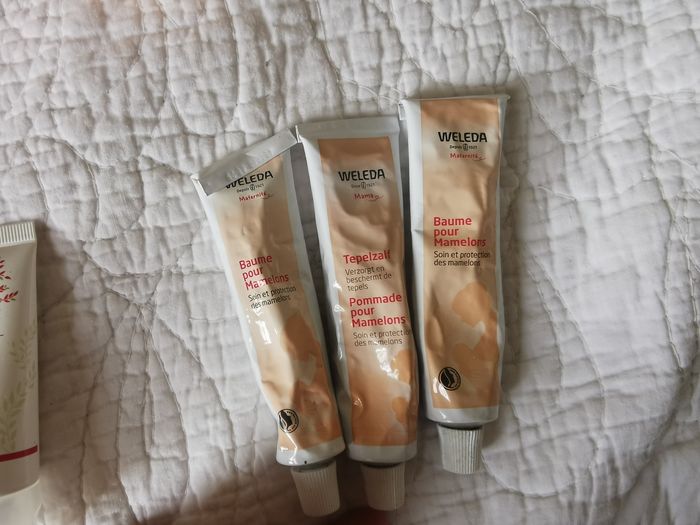 WELEDA
Depuis 1921
Maternité
Baume
pour
Mamelons
Soin et protection
des mamelons
WELEDA
Since 1921
Mama
Tepelzalf
Verzorgt en
beschermt de
tepels
Pommade
pour
Mamelons
Soin et protection
des mamelons
WELEDA
Depuis 1921
Maternité
Baume
pour
Mamelons
Soin et protection
des mamelons